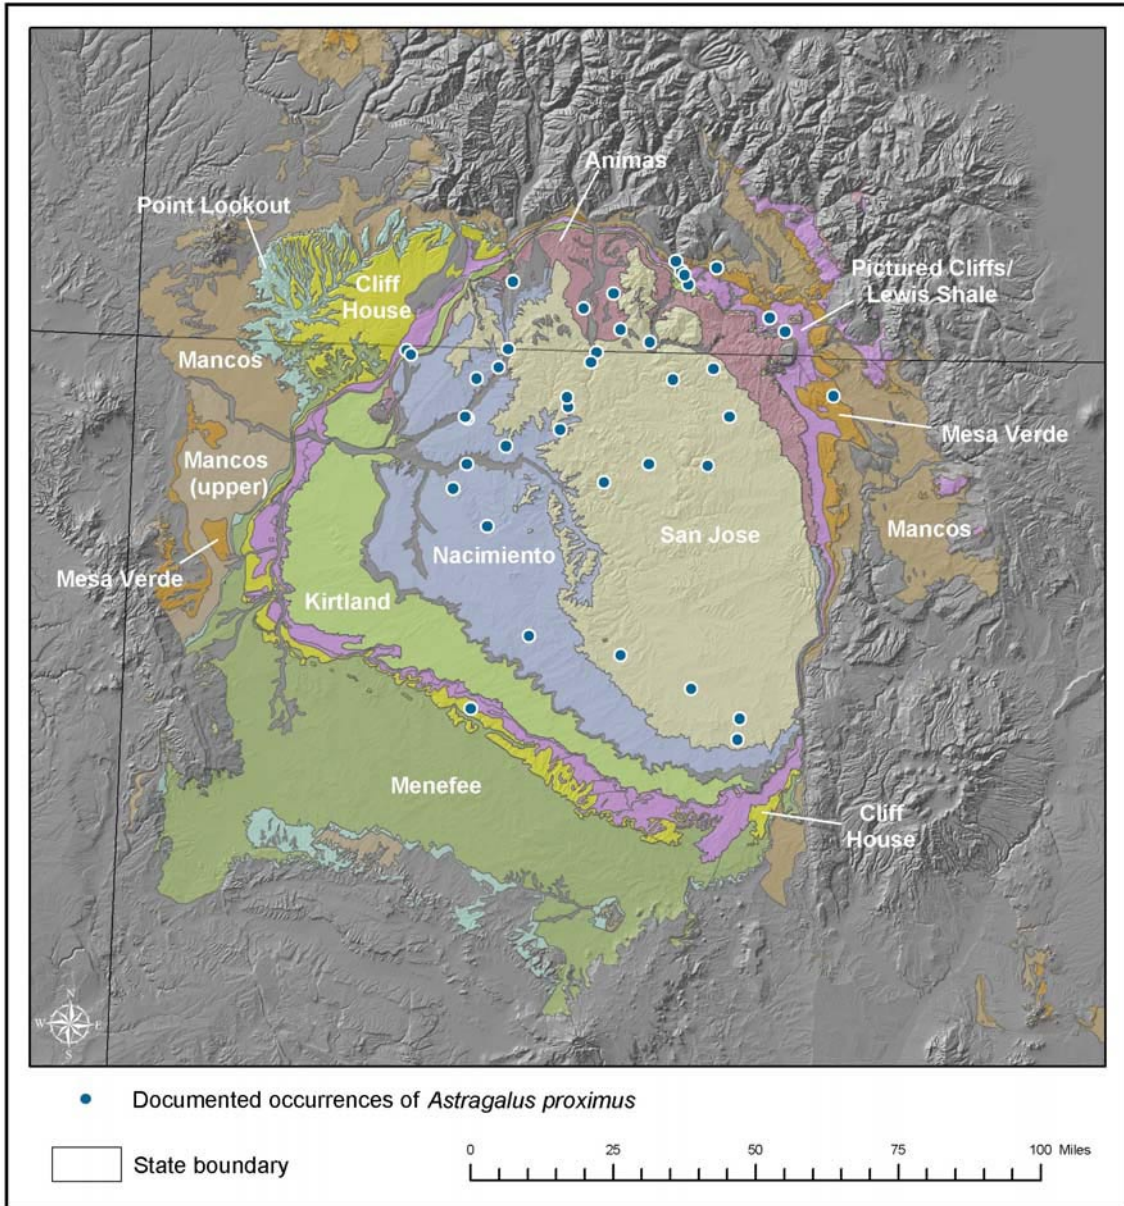 Animas
Point Lookout
Cliff
House
Pictured Cliffs/
Lewis Shale
Mancos
Mesa Verde
Mancos
(upper)
San Jose
Mancos
Nacimiento
Mesa Verde
Kirtland
Menefee
Cliff
House
N
W E
S
Documented occurrences of Astragalus proximus
State boundary
0 25 50 75 100 Miles